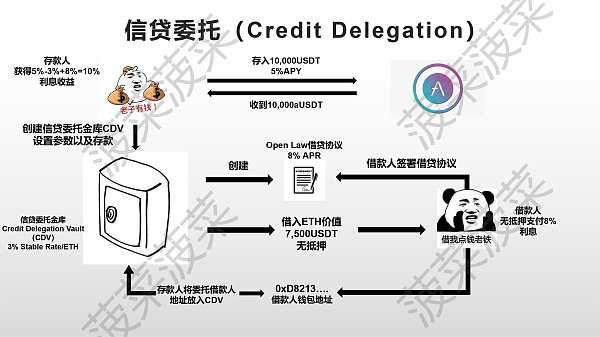 信贷委托（Credit Delegation）
存款人
获得5%-3%+8%=10%
利息收益
老子有钱！
存入10,000USDT
5%APY
收到10,000aUSDT
创建信贷委托金库CDV
设置参数以及存款
Open Law借贷协议
8% APR
创建
借款人签署借贷协议
信贷委托金库
Credit Delegation Vault
(CDV)
3% Stable Rate/ETH
借入ETH价值
7,500USDT
无抵押
借我点钱老铁
借款人
无抵押支付8%
利息
存款人将委托借款人
地址放入CDV
0xD8213….
借款人钱包地址
菠菜菠菜
菠菜菠菜
菠菜菠菜
菠菜菠菜